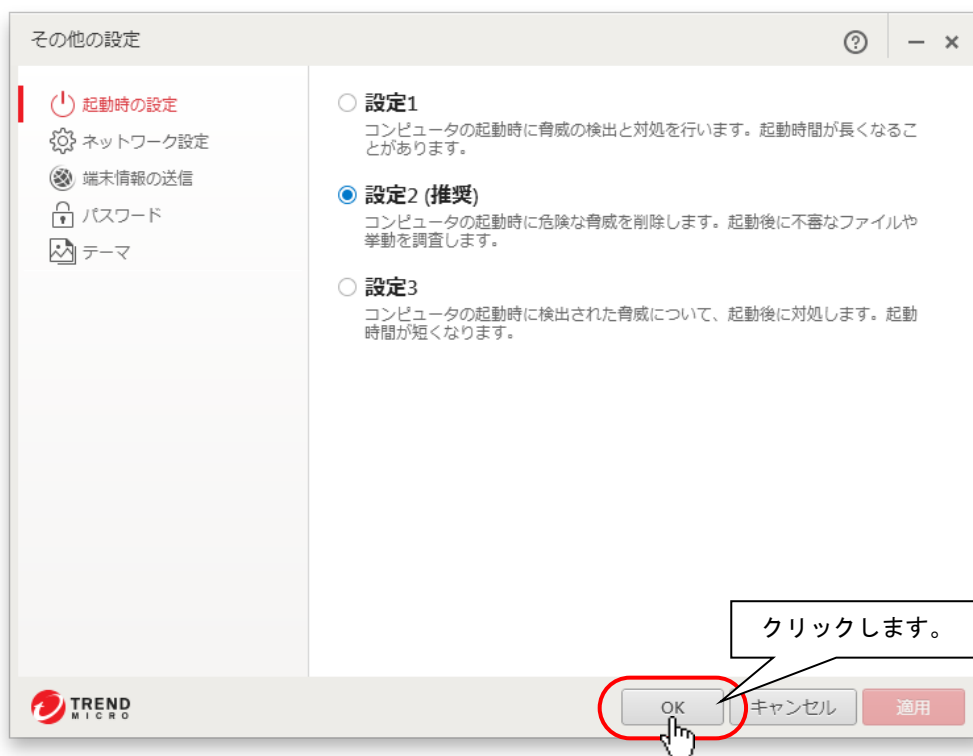 その他の設定
起動時の設定
ネットワーク設定
端末情報の送信
パスワード
テーマ
設定1
コンピュータの起動時に脅威の検出と対処を行います。起動時間が長くなるこ
とがあります。
設定2 (推奨)
コンピュータの起動時に危険な脅威を削除します。起動後に不審なファイルや
挙動を調査します。
設定3
コンピュータの起動時に検出された脅威について、起動後に対処します。起動
時間が短くなります。
クリックします。
TREND
MICRO
OK
キャンセル
適用